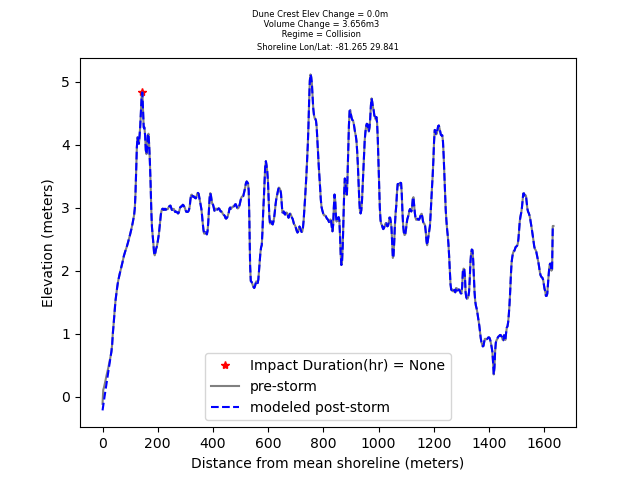 Dune Crest Elev Change = 0.0m
Volume Change = 3.656m3
Regime = Collision
Shoreline Lon/Lat: -81.265 29.841
5
4
3
2
1
0
Elevation (meters)
Impact Duration(hr) = None
pre-storm
modeled post-storm
0 200 400 600 800 1000 1200 1400 1600
Distance from mean shoreline (meters)